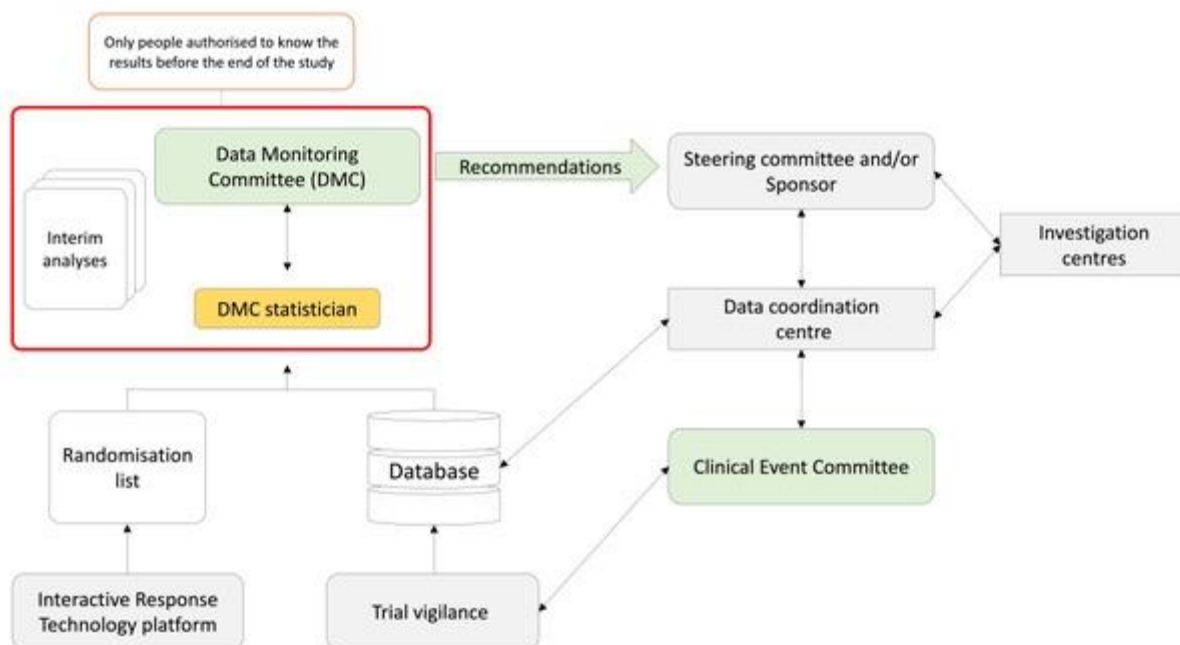 Only people authorised to know the
results before the end of the study
Data Monitoring
Committee (DMC)
Recommendations
Steering committee and/or
Sponsor
Interim
analyses
Investigation
centres
DMC statistician
Data coordination
centre
Randomisation
list
Database
Clinical Event Committee
Interactive Response
Technology platform
Trial vigilance